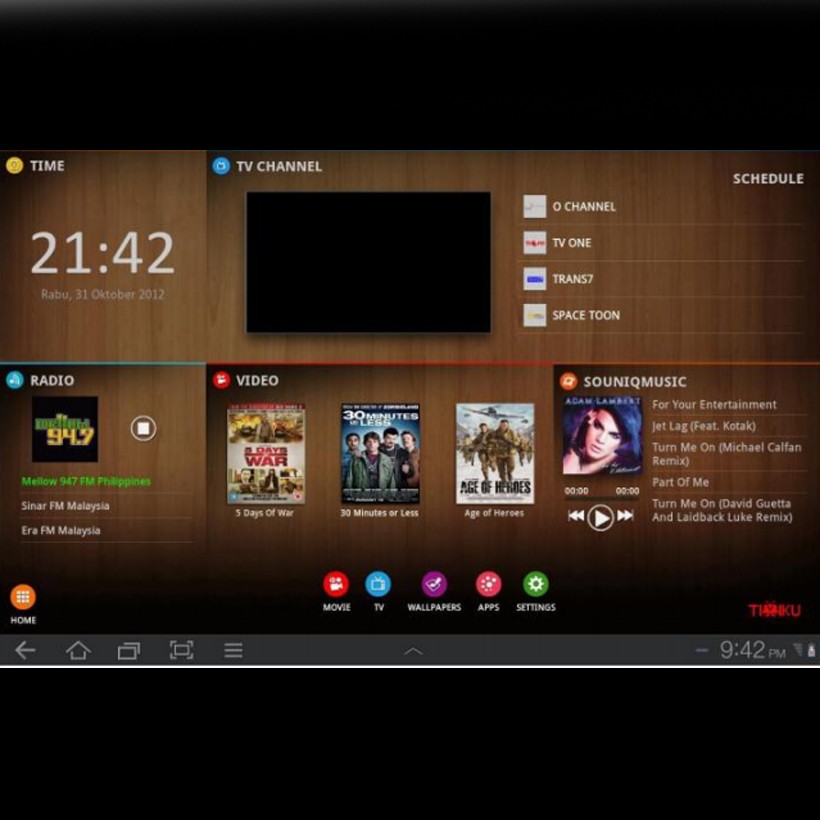 TIME
21:42
Rabu, 31 Oktober 2012
TV CHANNEL
SCHEDULE
O CHANNEL
TV ONE
TRANS7
SPACE TOON
RADIO
mellow
94.7
Mellow 947 FM Philippines
Sinar FM Malaysia
Era FM Malaysia
VIDEO
5 DAYS
OF
WAR
5 Days Of War
30 MINUTES
OR LESS
30 Minutes or Less
AGE OF HEROES
Age of Heroes
SOUNIQMUSIC
ADAM LAMBERT
00:00 00:00
For Your Entertainment
Jet Lag (Feat. Kotak)
Turn Me On (Michael Calfan
Remix)
Part Of Me
Turn Me On (David Guetta
And Laidback Luke Remix)
HOME
MOVIE
TV
WALLPAPERS
APPS
SETTINGS
9:42 PM